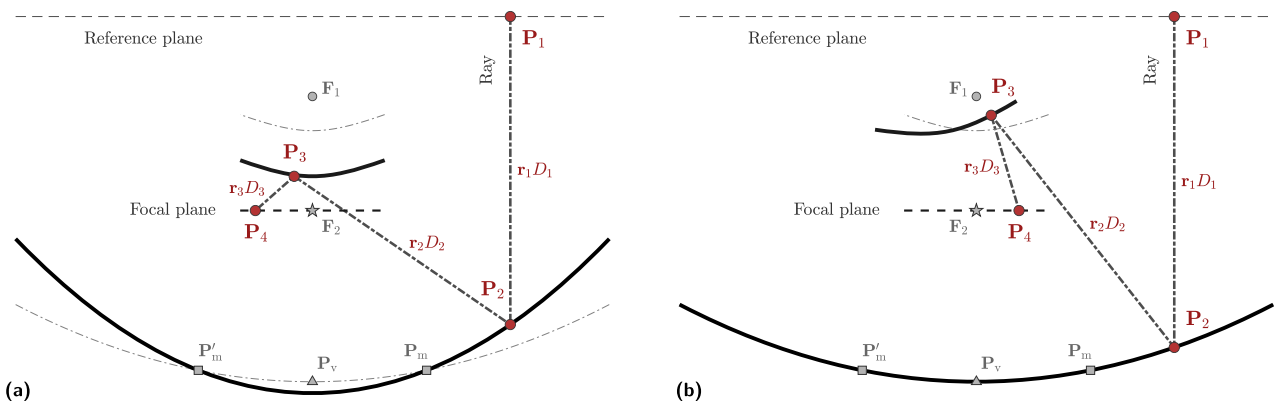 P₁
Reference plane
Ray
F₁
P₃
r₁D₁
r₃D₃
Focal plane
P₄
F₂
r₂D₂
P₂
P′ₘ
Pᵥ
Pₘ
(a)
P₁
Reference plane
Ray
F₁
P₃
r₃D₃
r₁D₁
Focal plane
F₂
P₄
r₂D₂
P₂
P′ₘ
Pᵥ
Pₘ
(b)